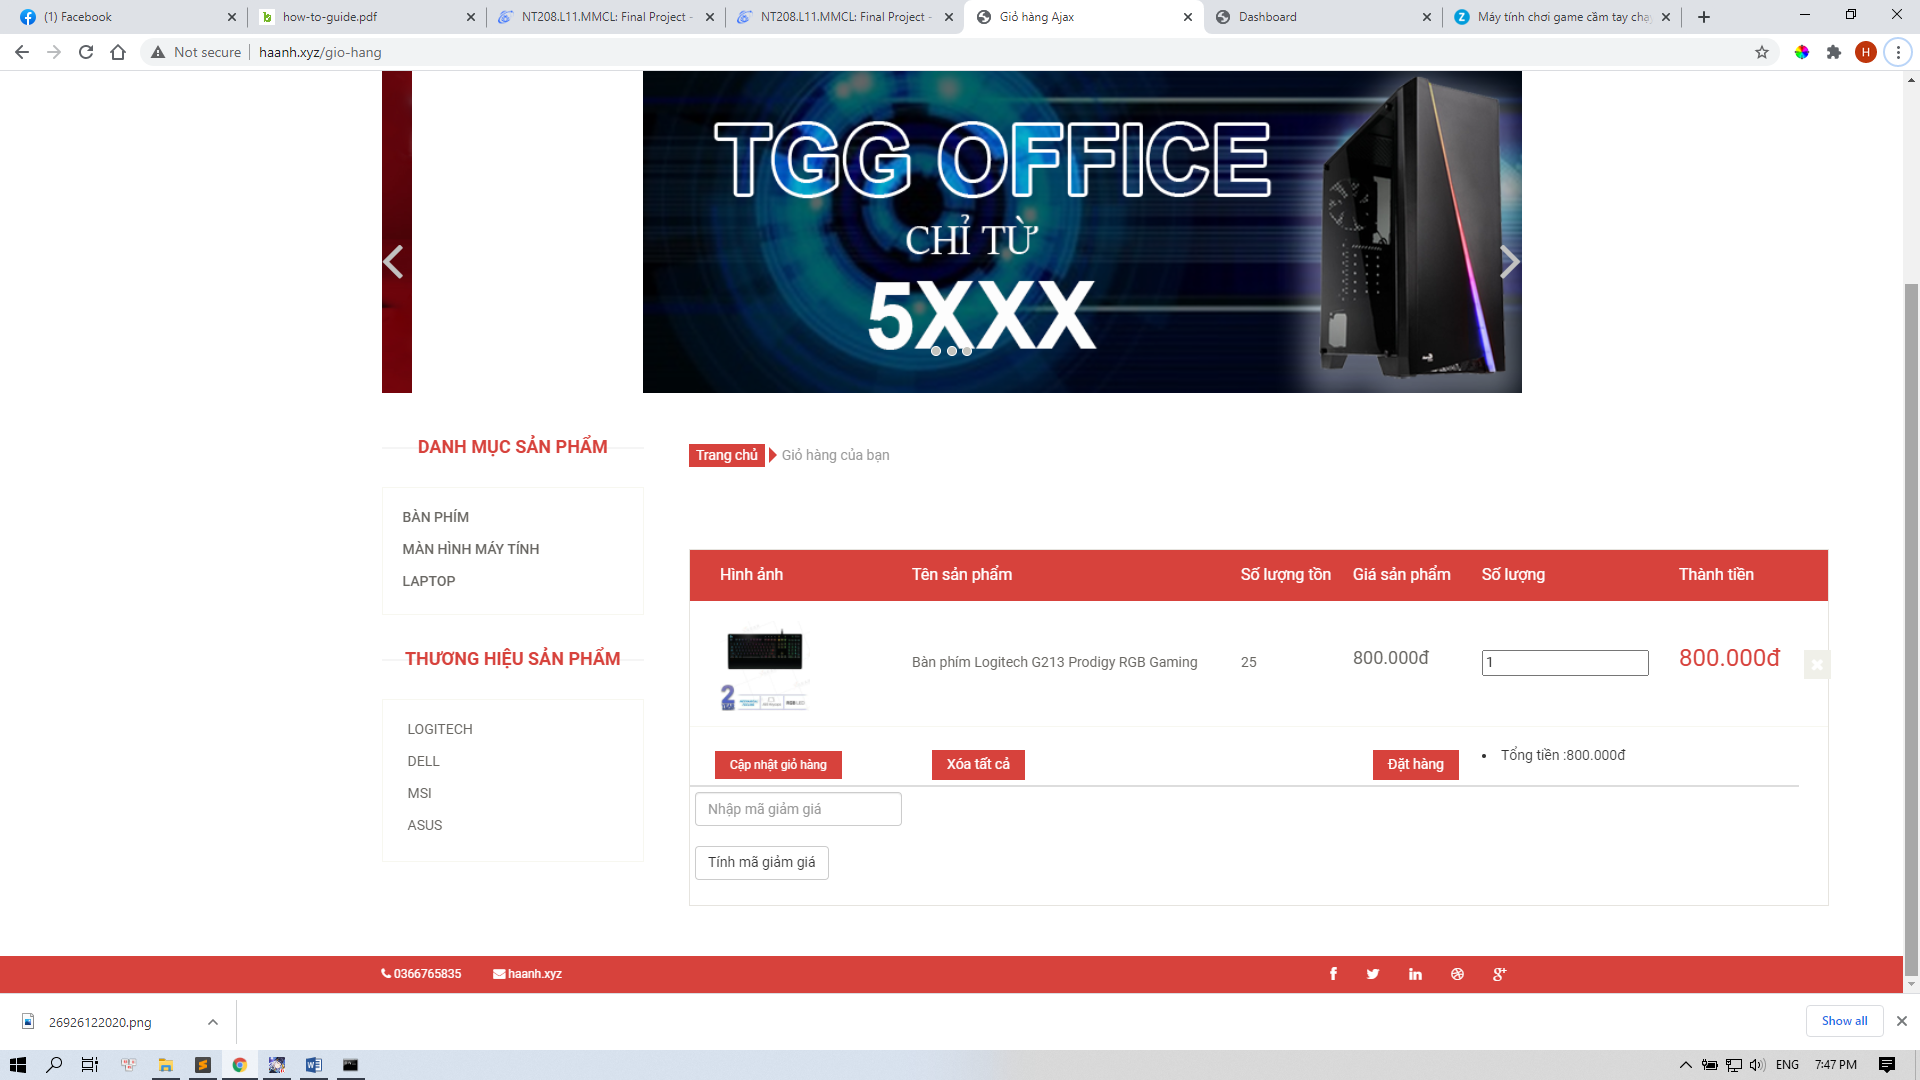 (1) Facebook
how-to-guide.pdf
NT208.L11.MMCL: Final Project -
NT208.L11.MMCL: Final Project -
Giỏ hàng Ajax
Dashboard
Máy tính chơi game cầm tay chạ
Not secure
haanh.xyz/gio-hang
H
TGG OFFICE
CHỈ TỪ
5XXX
DANH MỤC SẢN PHẨM
BÀN PHÍM
MÀN HÌNH MÁY TÍNH
LAPTOP
THƯƠNG HIỆU SẢN PHẨM
LOGITECH
DELL
MSI
ASUS
Trang chủ
Giỏ hàng của bạn
Hình ảnh Tên sản phẩm Số lượng tồn Giá sản phẩm Số lượng Thành tiền
2
Bàn phím Logitech G213 Prodigy RGB Gaming 25 800.000đ 1 800.000đ
Cập nhật giỏ hàng Xóa tất cả Đặt hàng • Tổng tiền :800.000đ
Nhập mã giảm giá
Tính mã giảm giá
0366765835 haanh.xyz
26926122020.png
Show all
ENG 7:47 PM